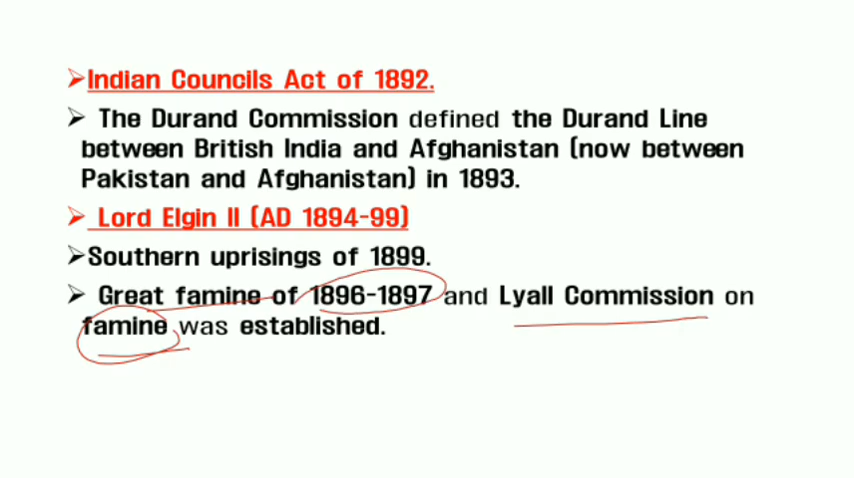 ➢Indian Councils Act of 1892.
➢ The Durand Commission defined the Durand Line
between British India and Afghanistan (now between
Pakistan and Afghanistan) in 1893.
➢ Lord Elgin II (AD 1894-99)
➢Southern uprisings of 1899.
➢ Great famine of 1896-1897 and Lyall Commission on
famine was established.